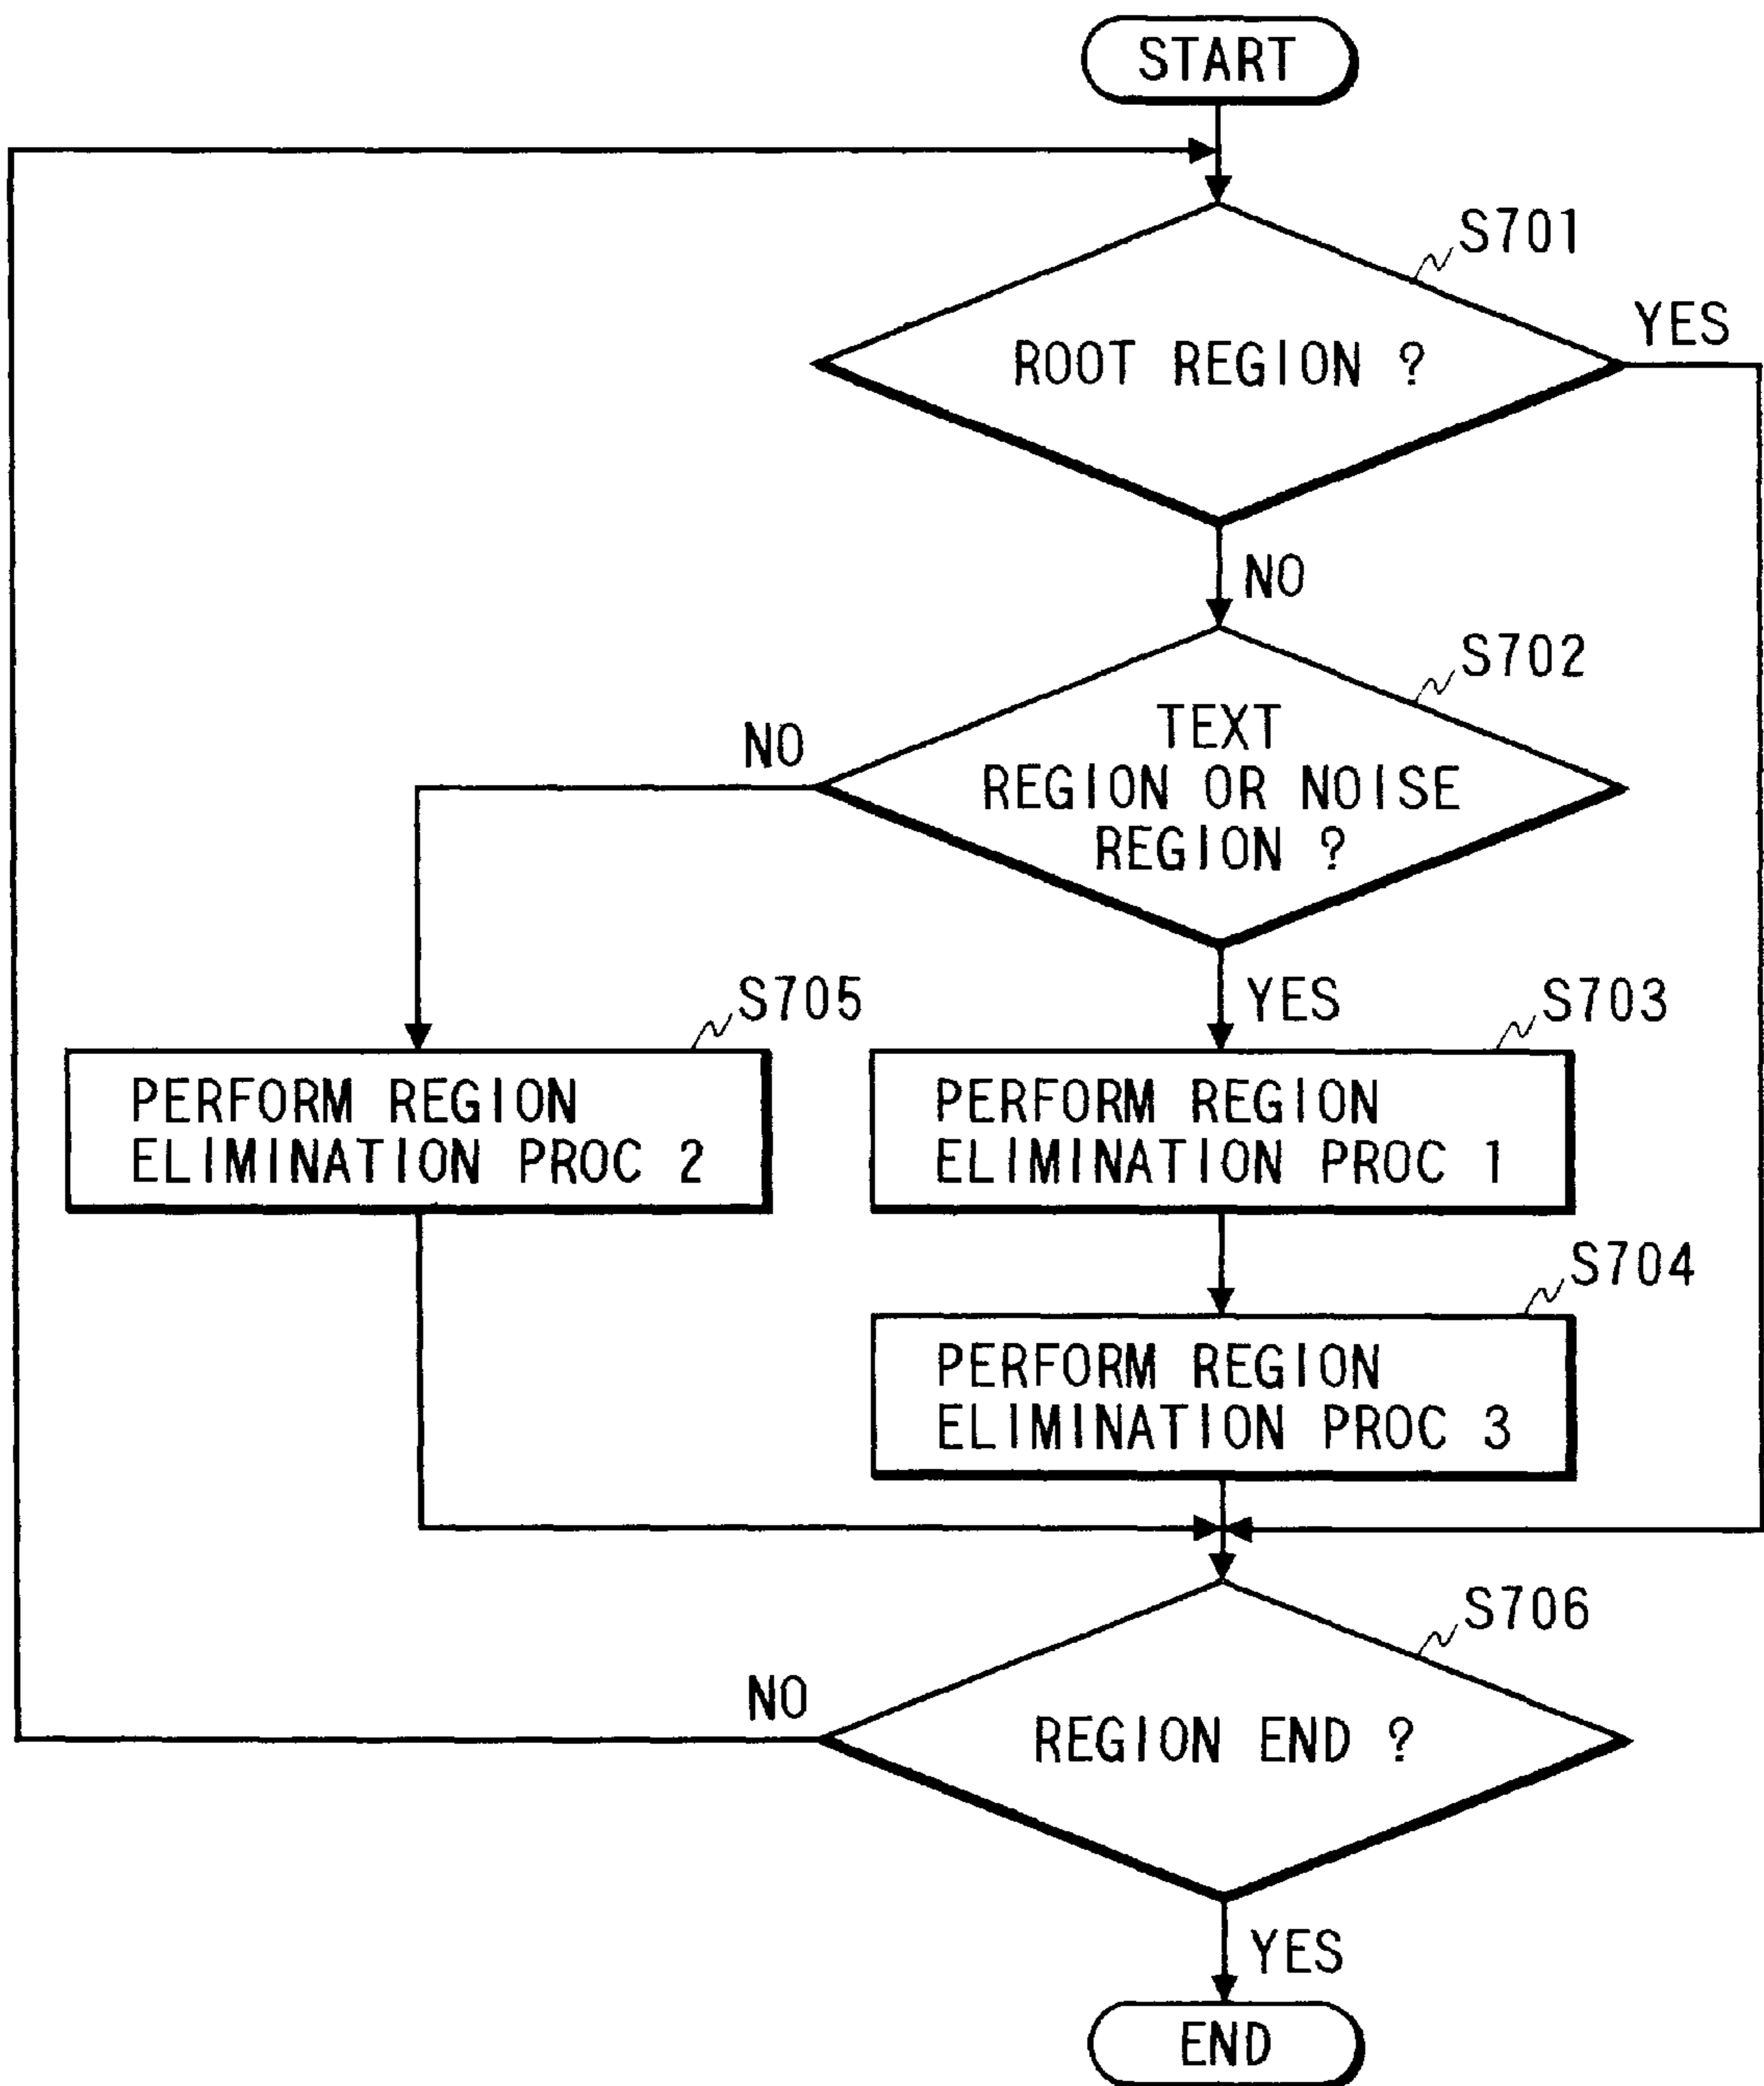 START
S701
YES
ROOT REGION ?
NO
S702
NO
TEXT
REGION OR NOISE
REGION ?
YES
S705
S703
PERFORM REGION
ELIMINATION PROC 2
PERFORM REGION
ELIMINATION PROC 1
S704
PERFORM REGION
ELIMINATION PROC 3
S706
NO
REGION END ?
YES
END